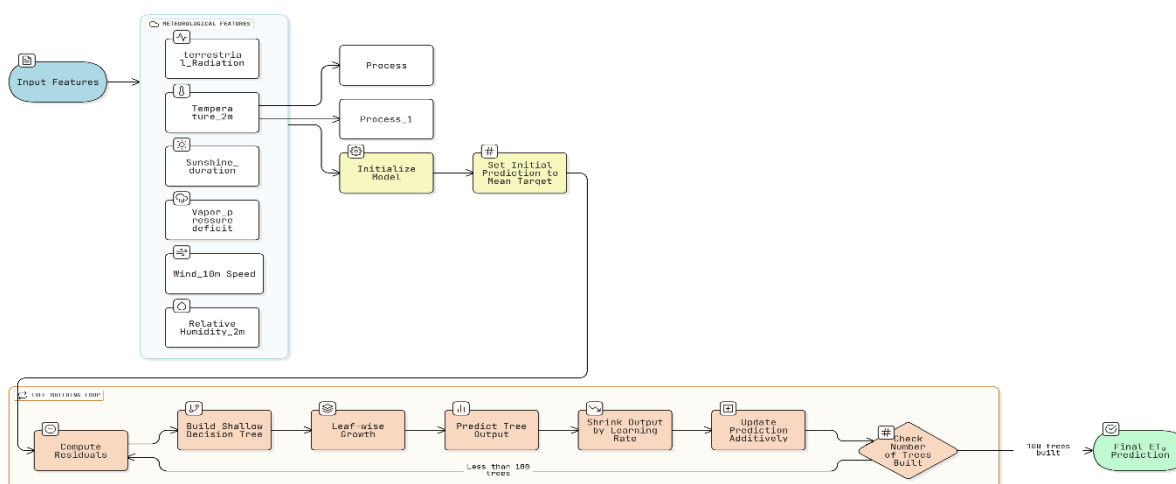 METEOROLOGICAL FEATURES
Input Features
terrestria
l_Radiation
Tempera
ture_2m
Sunshine_
duration
Vapor_p
ressure
deficit
Wind_10m Speed
Relative
Humidity_2m
Process
Process_1
Initialize
Model
Set Initial
Prediction to
Mean Target
TREE BUILDING LOOP
Compute
Residuals
Build Shallow
Decision Tree
Leaf-wise
Growth
Predict Tree
Output
Shrink Output
by Learning
Rate
Update
Prediction
Additively
Check
Number
of Trees
Built
Less than 100
trees
100 trees
built
Final ET₀
Prediction